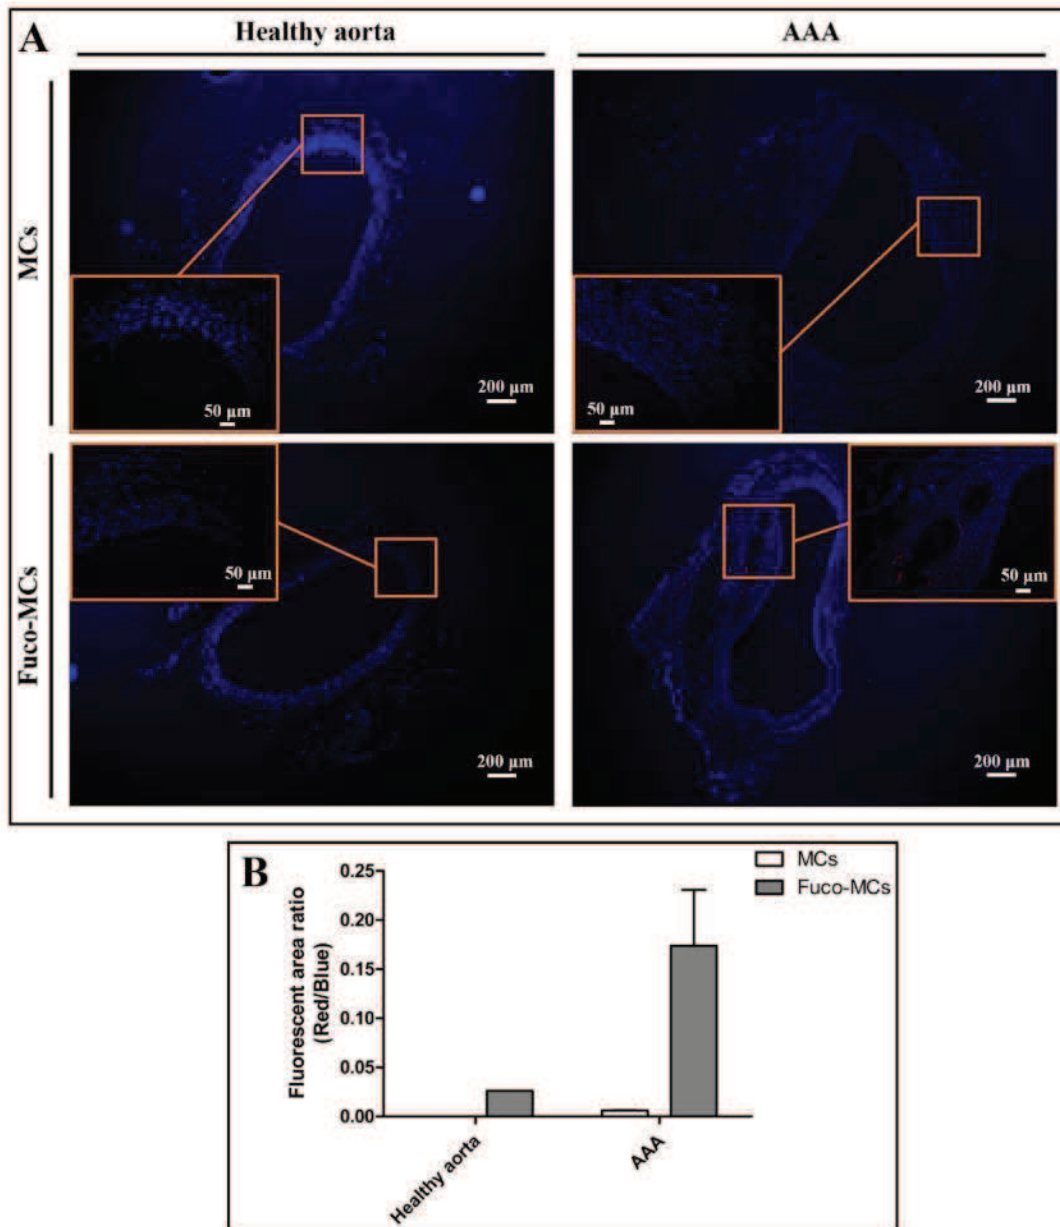 A
Healthy aorta
AAA
MCs
200 µm
50 µm
200 µm
50 µm
Fuco-MCs
50 µm
200 µm
50 µm
200 µm
B
MCs
Fuco-MCs
Fluorescent area ratio
(Red/Blue)
0.25
0.20
0.15
0.10
0.05
0.00
Healthy aorta
AAA